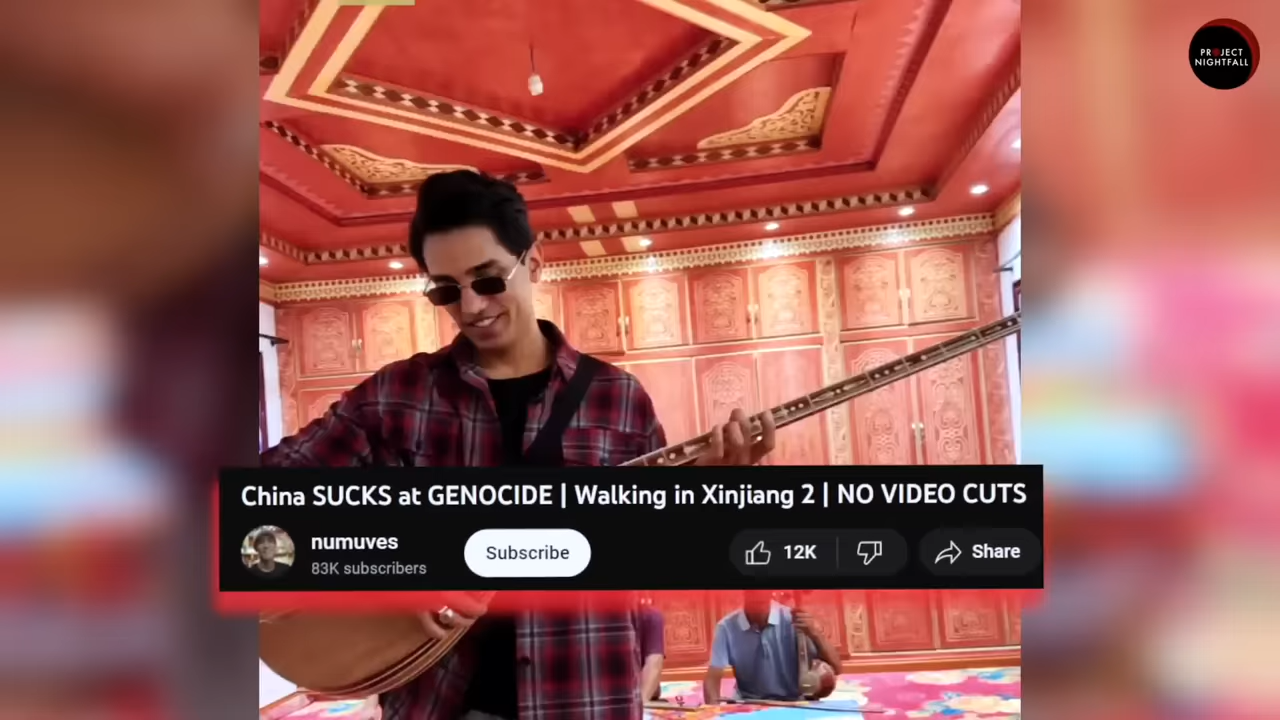 PROJECT
NIGHTFALL
China SUCKS at GENOCIDE | Walking in Xinjiang 2 | NO VIDEO CUTS
numuves
83K subscribers
Subscribe
12K
Share